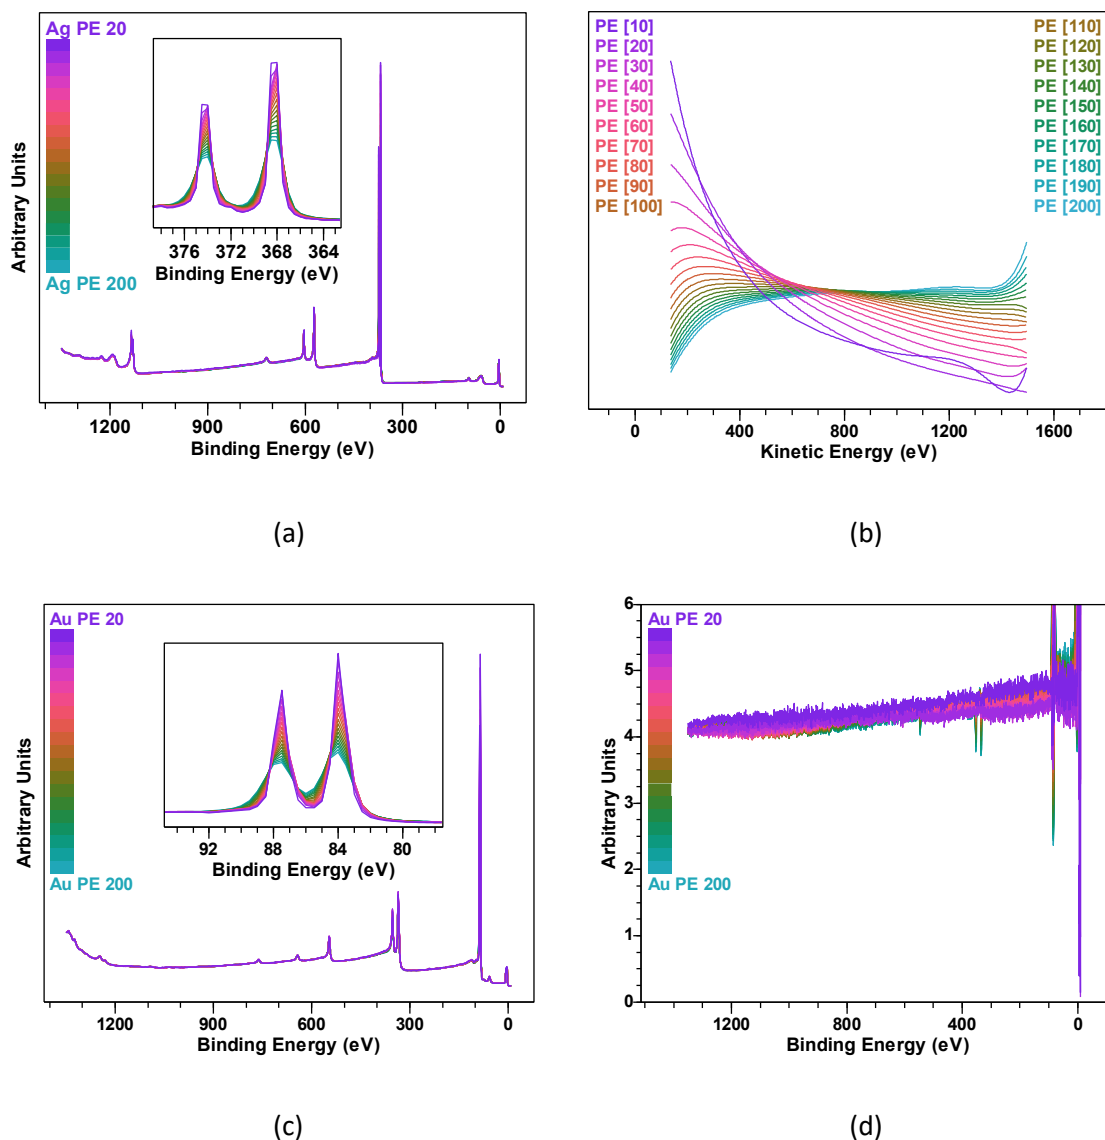 Ag PE 20
Ag PE 200
Arbitrary Units
376 372 368 364
Binding Energy (eV)
1200 900 600 300 0
Binding Energy (eV)
(a)
PE [10]
PE [20]
PE [30]
PE [40]
PE [50]
PE [60]
PE [70]
PE [80]
PE [90]
PE [100]
PE [110]
PE [120]
PE [130]
PE [140]
PE [150]
PE [160]
PE [170]
PE [180]
PE [190]
PE [200]
0 400 800 1200 1600
Kinetic Energy (eV)
(b)
Au PE 20
Au PE 200
Arbitrary Units
92 88 84 80
Binding Energy (eV)
1200 900 600 300 0
Binding Energy (eV)
(c)
Au PE 20
Au PE 200
Arbitrary Units
6
5
4
3
2
1
0
1200 800 400 0
Binding Energy (eV)
(d)